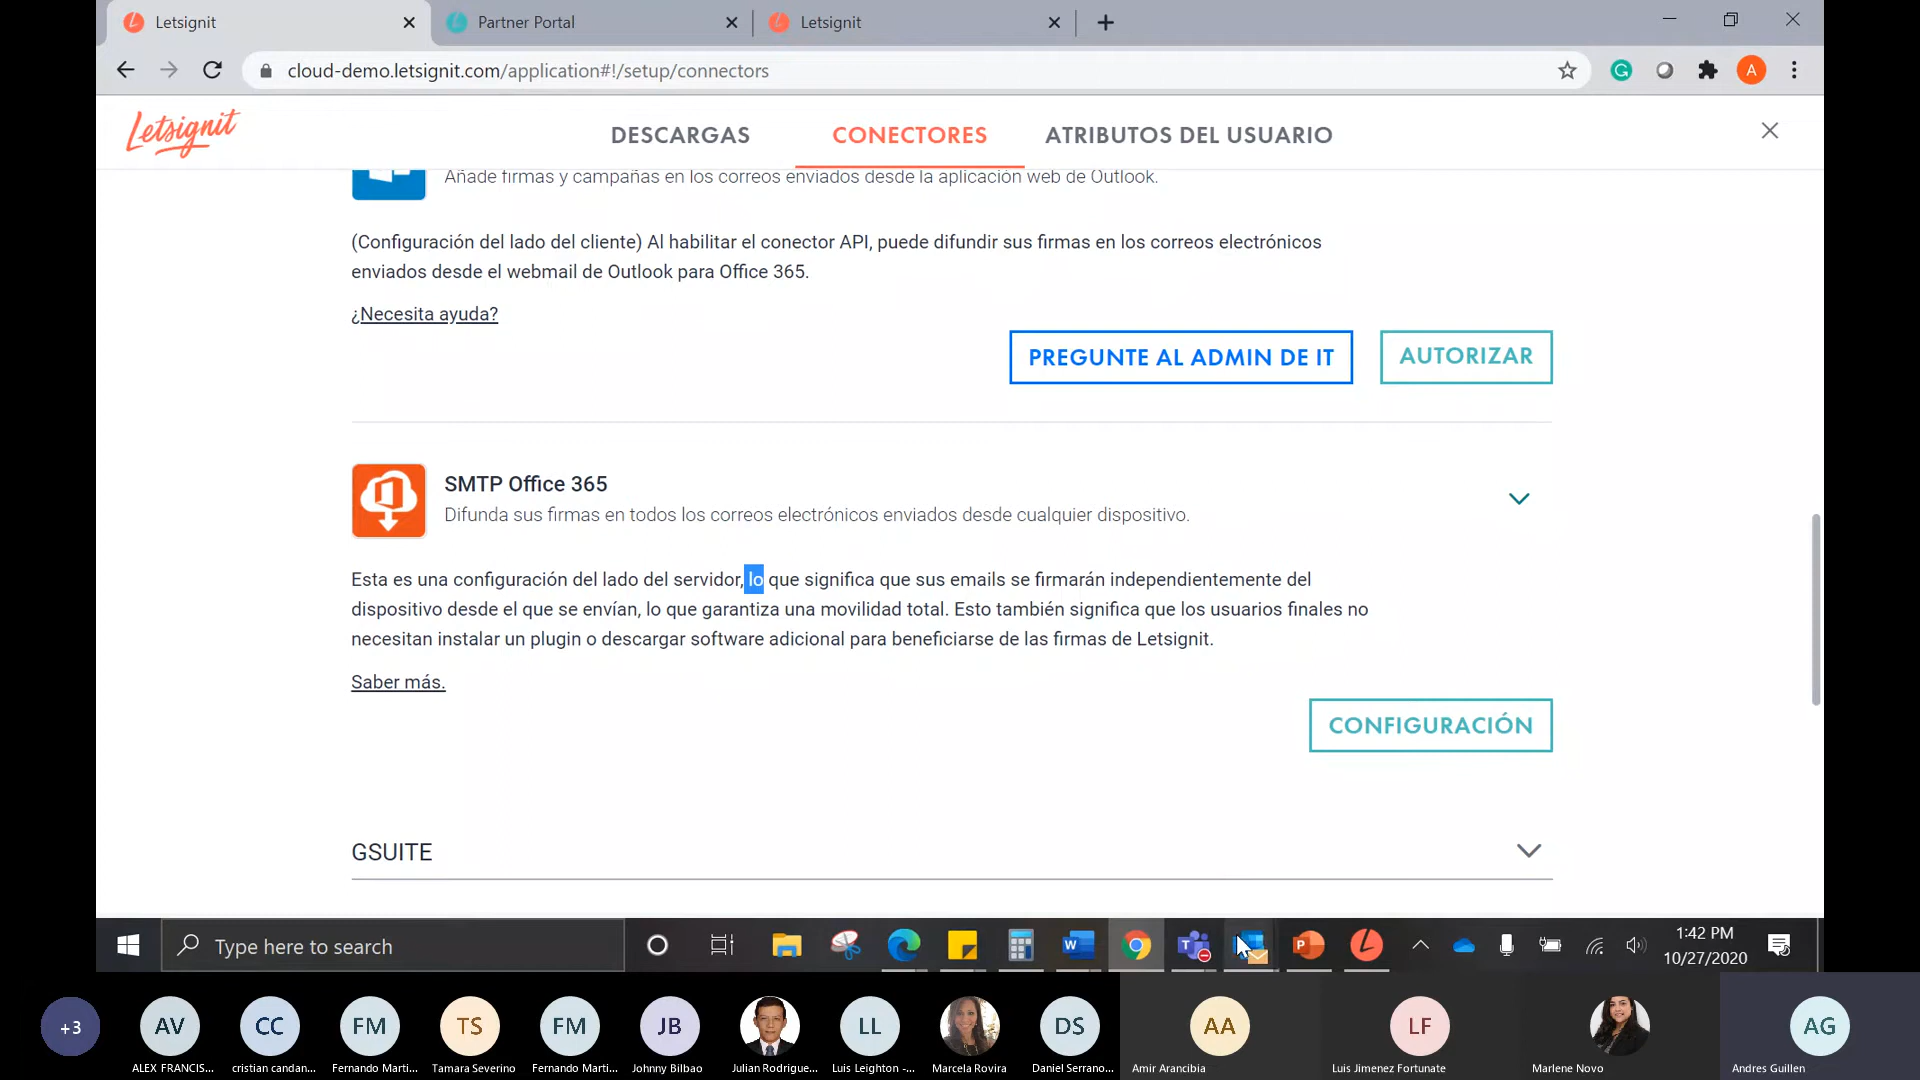 Letsignit
Partner Portal
Letsignit
cloud-demo.letsignit.com/application#!/setup/connectors
A
Letsignit
DESCARGAS
CONECTORES
ATRIBUTOS DEL USUARIO
Añade firmas y campañas en los correos enviados desde la aplicación web de Outlook.
(Configuración del lado del cliente) Al habilitar el conector API, puede difundir sus firmas en los correos electrónicos
enviados desde el webmail de Outlook para Office 365.
¿Necesita ayuda?
PREGUNTE AL ADMIN DE IT
AUTORIZAR
SMTP Office 365
Difunda sus firmas en todos los correos electrónicos enviados desde cualquier dispositivo.
Esta es una configuración del lado del servidor, lo que significa que sus emails se firmarán independientemente del
dispositivo desde el que se envían, lo que garantiza una movilidad total. Esto también significa que los usuarios finales no
necesitan instalar un plugin o descargar software adicional para beneficiarse de las firmas de Letsignit.
Saber más.
CONFIGURACIÓN
GSUITE
Type here to search
1:42 PM
10/27/2020
+3
AV
CC
FM
TS
FM
JB
LL
DS
AA
LF
AG
ALEX FRANCIS...
cristian candan...
Fernando Marti...
Tamara Severino
Fernando Marti...
Johnny Bilbao
Julian Rodrigue...
Luis Leighton -...
Marcela Rovira
Daniel Serrano...
Amir Arancibia
Luis Jimenez Fortunate
Marlene Novo
Andres Guillen